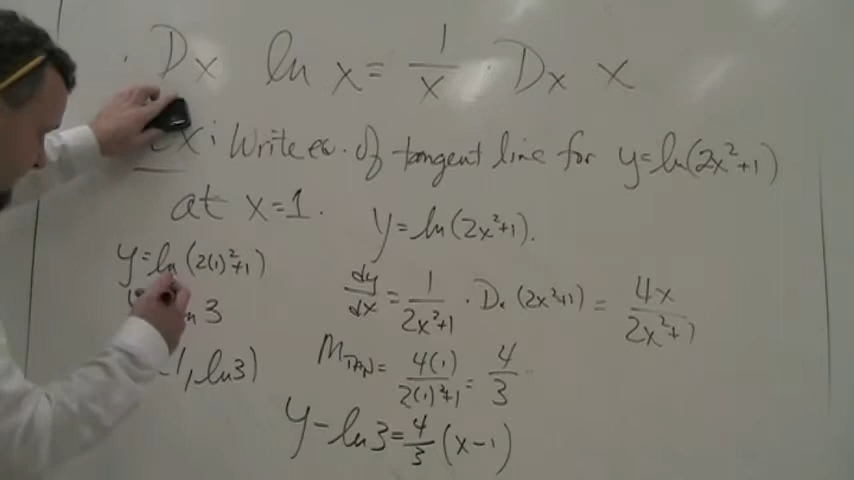 Dx ln x = 1/x · Dx x
Ex: Write eq. of tangent line for y=ln(2x²+1)
at x=1.
y=ln(2x²+1).
y=ln(2(1)²+1)
dy/dx = 1/(2x²+1) · Dx (2x²+1) = 4x/(2x²+1)
ln 3
MTAN = 4(1)/(2(1)²+1) = 4/3
1, ln3)
y-ln3=4/3(x-1)